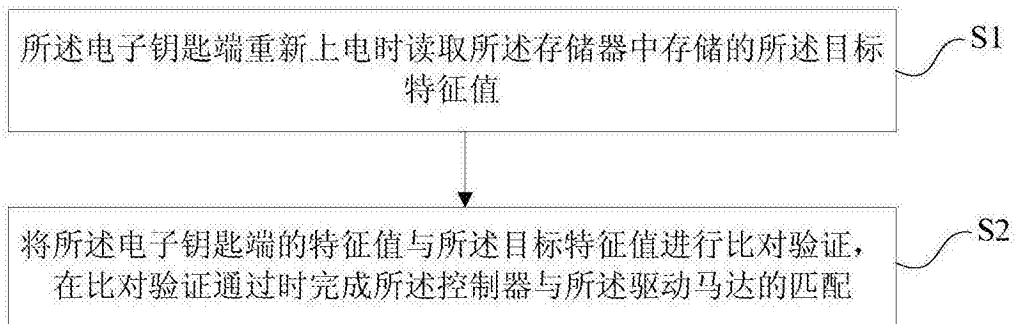 所述电子钥匙端重新上电时读取所述存储器中存储的所述目标
特征值
S1
将所述电子钥匙端的特征值与所述目标特征值进行比对验证，
在比对验证通过时完成所述控制器与所述驱动马达的匹配
S2